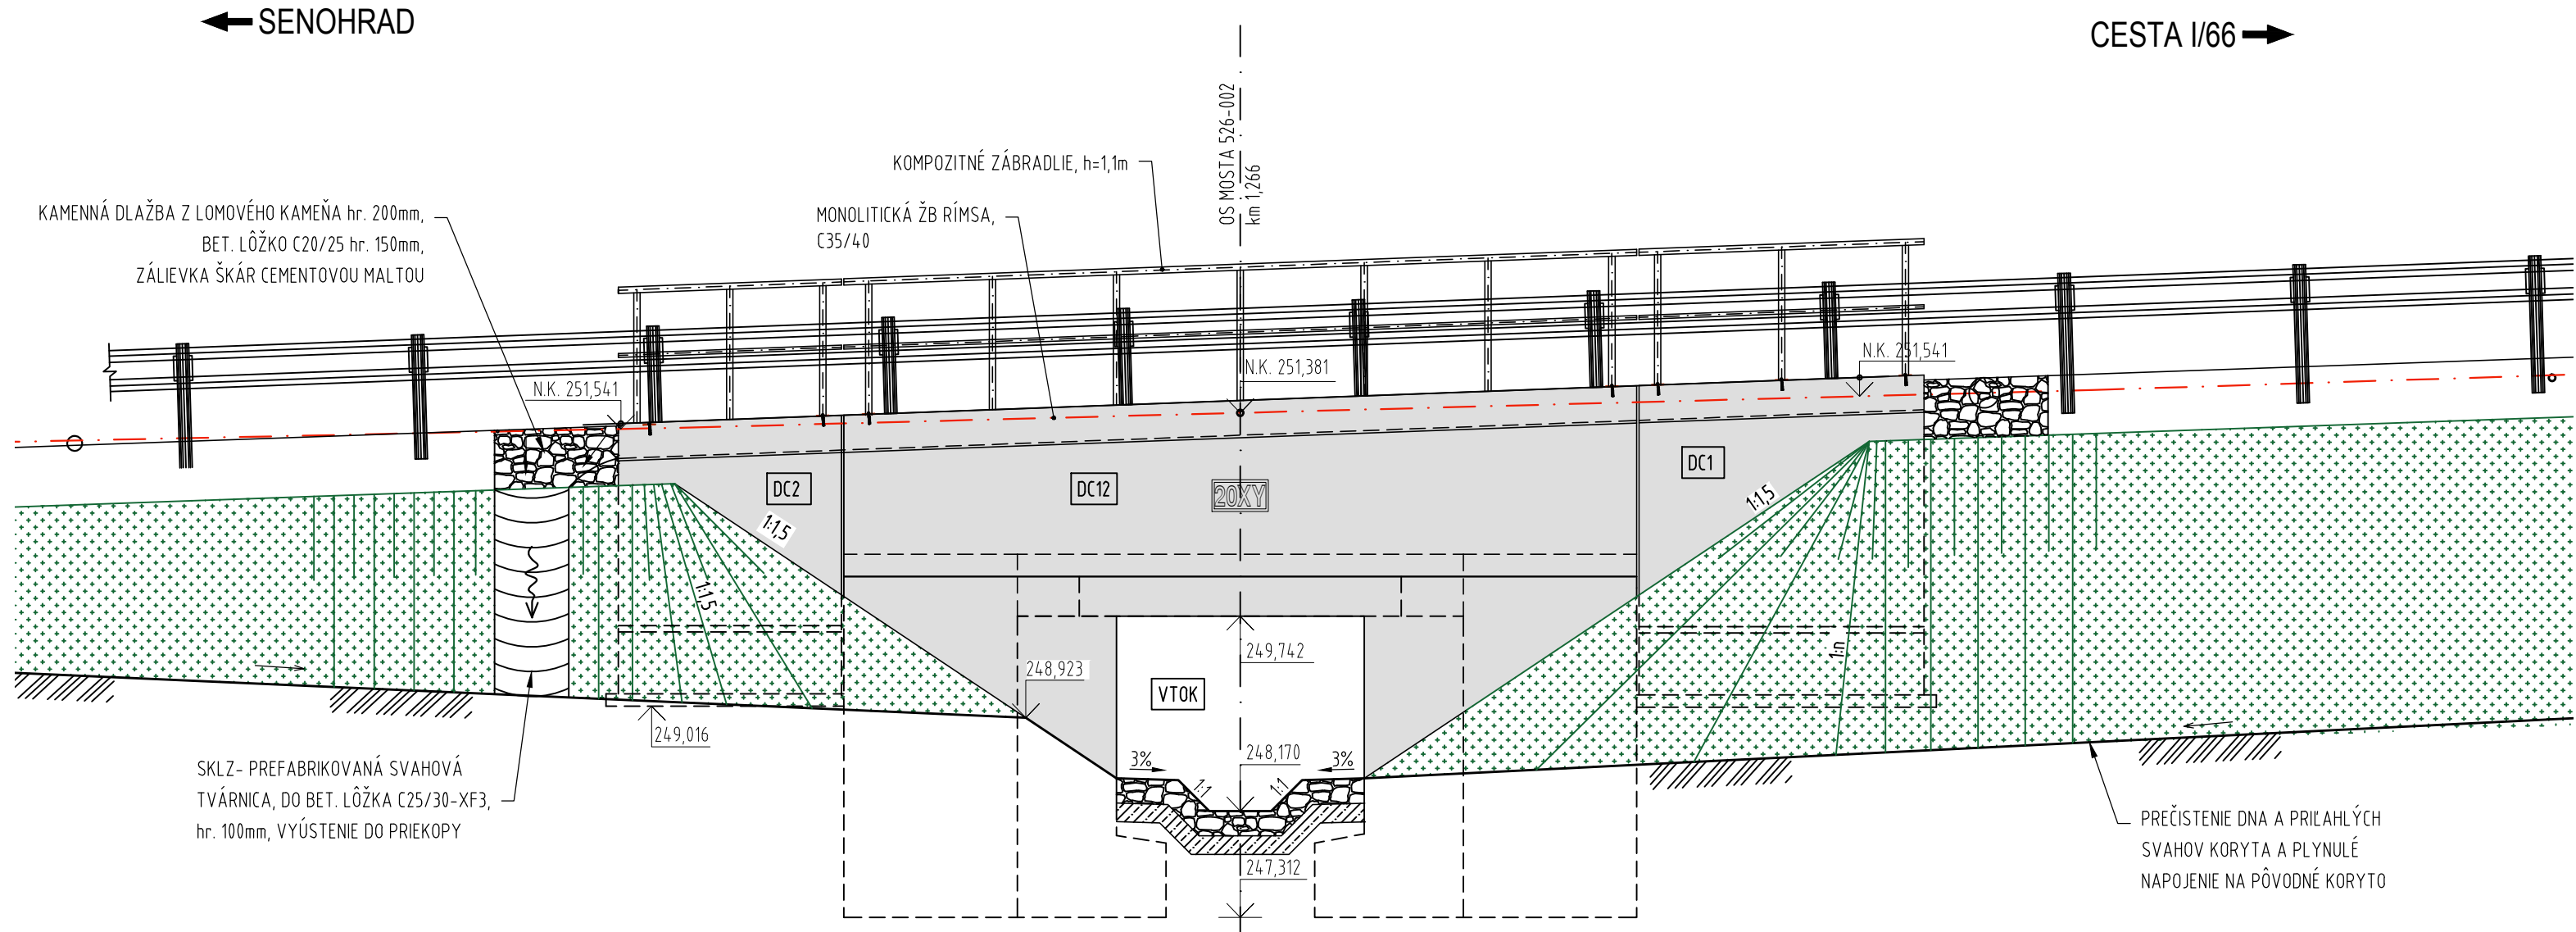 SENOHRAD
CESTA I/66
OS MOSTA 526-002
km 1,266
KOMPOZITNÉ ZÁBRADLIE, h=1,1m
KAMENNÁ DLAŽBA Z LOMOVÉHO KAMEŇA hr. 200mm,
BET. LÔŽKO C20/25 hr. 150mm,
ZÁLIEVKA ŠKÁR CEMENTOVOU MALTOU
MONOLITICKÁ ŽB RÍMSA,
C35/40
N.K. 251,541
N.K. 251,381
N.K. 251,541
DC2
DC12
20XY
DC1
1:1,5
1:1,5
1:1,5
1:n
248,923
249,742
VTOK
249,016
3%
248,170
3%
1:1
1:1
247,312
SKLZ- PREFABRIKOVANÁ SVAHOVÁ
TVÁRNICA, DO BET. LÔŽKA C25/30-XF3,
hr. 100mm, VYÚSTENIE DO PRIEKOPY
PREČISTENIE DNA A PRIĽAHLÝCH
SVAHOV KORYTA A PLYNULÉ
NAPOJENIE NA PÔVODNÉ KORYTO